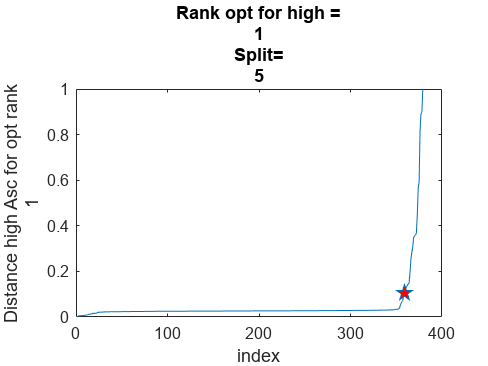 Rank opt for high =
1
Split=
5
Distance high Asc for opt rank
1
1
0.8
0.6
0.4
0.2
0
0 100 200 300 400
index